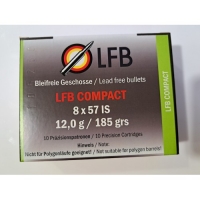 LFB
Bleifreie Geschosse / Lead free bullets
LFB COMPACT
8 x 57 IS
12,0 g / 185 grs
10 Präzisionspatronen / 10 Precision Cartridges
Hinweis / Note:
Nicht für Polygonläufe geeignet! / Not suitable for polygon barrels!
LFB COMPACT